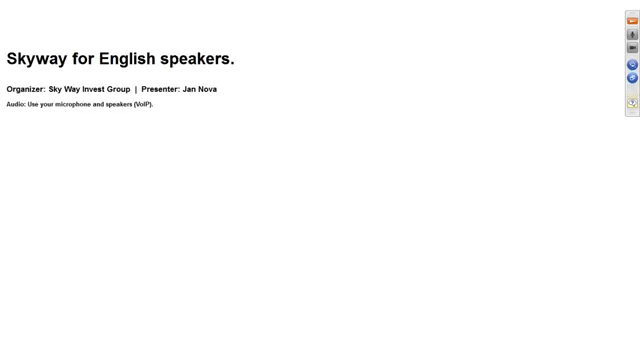 Skyway for English speakers.
Organizer: Sky Way Invest Group | Presenter: Jan Nova
Audio: Use your microphone and speakers (VoIP).